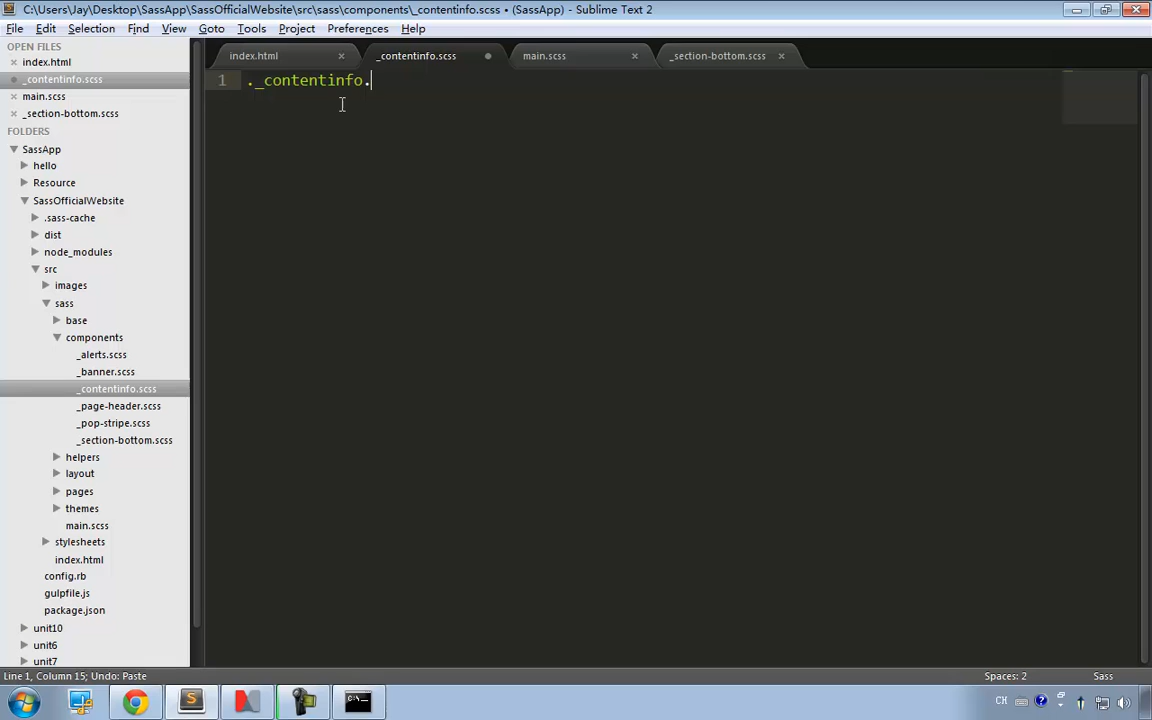 C:\Users\Jay\Desktop\SassApp\SassOfficialWebsite\src\sass\components\_contentinfo.scss • (SassApp) - Sublime Text 2
File Edit Selection Find View Goto Tools Project Preferences Help
OPEN FILES
index.html
_contentinfo.scss
main.scss
_section-bottom.scss
FOLDERS
SassApp
hello
Resource
SassOfficialWebsite
.sass-cache
dist
node_modules
src
images
sass
base
components
_alerts.scss
_banner.scss
_contentinfo.scss
_page-header.scss
_pop-stripe.scss
_section-bottom.scss
helpers
layout
pages
themes
main.scss
stylesheets
index.html
config.rb
gulpfile.js
package.json
unit10
unit6
unit7
index.html _contentinfo.scss main.scss _section-bottom.scss
1 ._contentinfo.
Line 1, Column 15; Undo: Paste Spaces: 2 Sass
CH